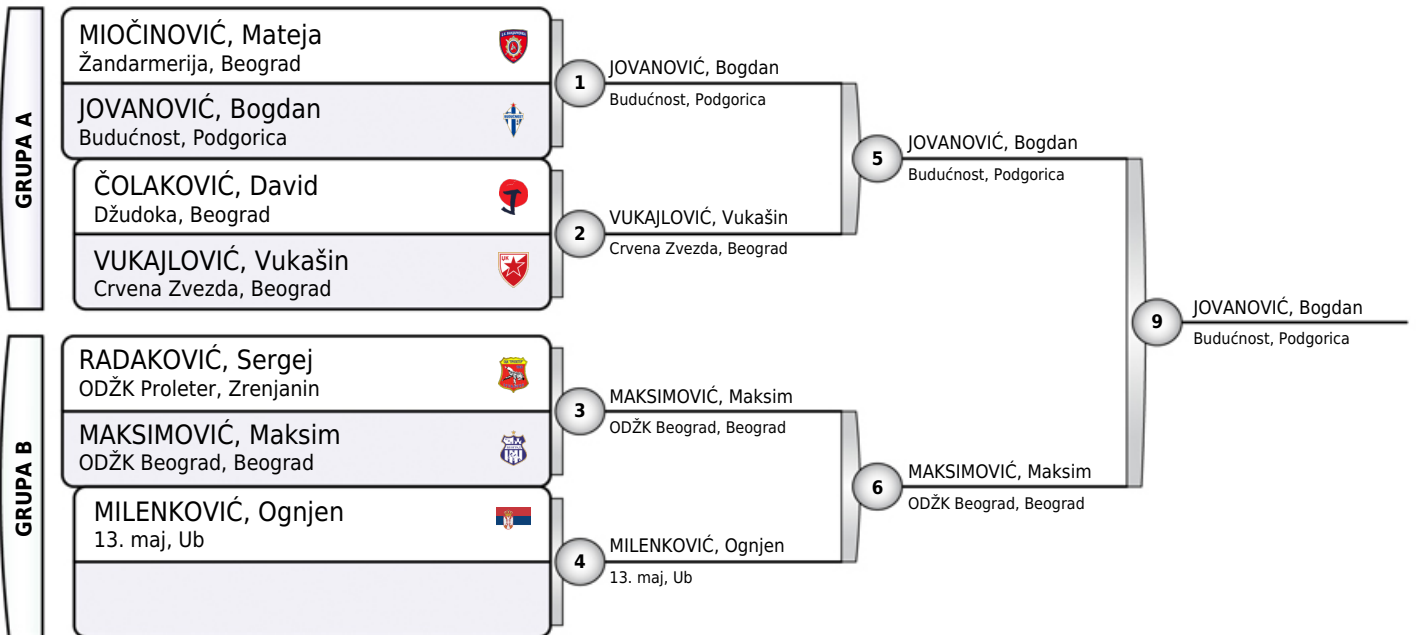 GRUPA A
MIOČINOVIĆ, Mateja
Žandarmerija, Beograd
JOVANOVIĆ, Bogdan
Budućnost, Podgorica
ČOLAKOVIĆ, David
Džudoka, Beograd
VUKAJLOVIĆ, Vukašin
Crvena Zvezda, Beograd
GRUPA B
RADAKOVIĆ, Sergej
ODŽK Proleter, Zrenjanin
MAKSIMOVIĆ, Maksim
ODŽK Beograd, Beograd
MILENKOVIĆ, Ognjen
13. maj, Ub
1
JOVANOVIĆ, Bogdan
Budućnost, Podgorica
2
VUKAJLOVIĆ, Vukašin
Crvena Zvezda, Beograd
3
MAKSIMOVIĆ, Maksim
ODŽK Beograd, Beograd
4
MILENKOVIĆ, Ognjen
13. maj, Ub
5
JOVANOVIĆ, Bogdan
Budućnost, Podgorica
6
MAKSIMOVIĆ, Maksim
ODŽK Beograd, Beograd
9
JOVANOVIĆ, Bogdan
Budućnost, Podgorica